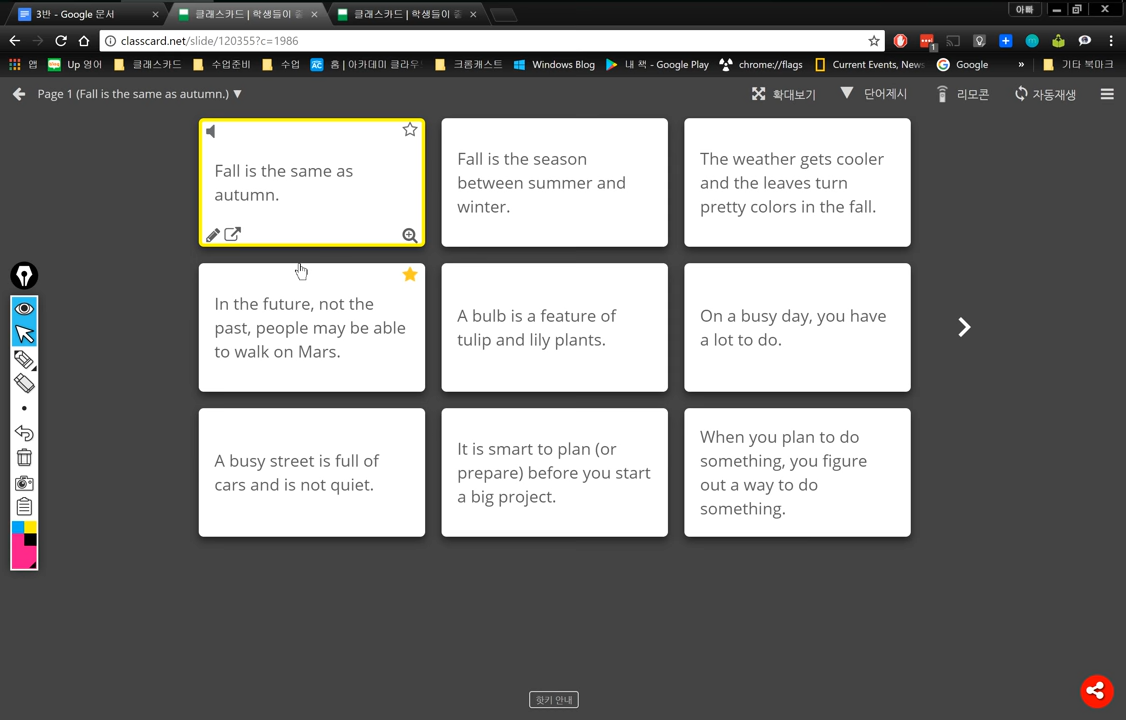 3반 - Google 문서
클래스카드 | 학생들이 좋
클래스카드 | 학생들이 좋
아빠
classcard.net/slide/120355?c=1986
앱
Up 영어
클래스카드
수업준비
수업
홈 | 아카데미 클라우
크롬캐스트
Windows Blog
내 책 - Google Play
chrome://flags
Current Events, News
Google
»
기타 북마크
Page 1 (Fall is the same as autumn.) ▼
확대보기
단어제시
리모콘
자동재생
Fall is the same as
autumn.
Fall is the season
between summer and
winter.
The weather gets cooler
and the leaves turn
pretty colors in the fall.
In the future, not the
past, people may be able
to walk on Mars.
A bulb is a feature of
tulip and lily plants.
On a busy day, you have
a lot to do.
A busy street is full of
cars and is not quiet.
It is smart to plan (or
prepare) before you start
a big project.
When you plan to do
something, you figure
out a way to do
something.
핫키 안내